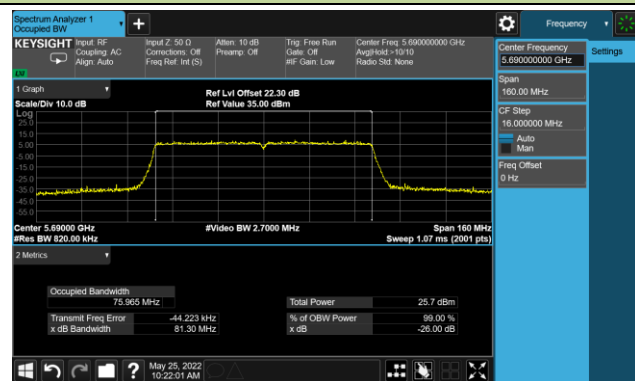 Spectrum Analyzer 1
Occupied BW
Frequency
KEYSIGHT
Input: RF
Coupling: AC
Align: Auto
Input Z: 50 Ω
Corrections: Off
Freq Ref: Int (S)
Atten: 10 dB
Preamp: Off
Trig: Free Run
Gate: Off
#IF Gain: Low
Center Freq: 5.690000000 GHz
Avg|Hold:>10/10
Radio Std: None
Center Frequency
5.690000000 GHz
Settings
Span
160.00 MHz
CF Step
16.000000 MHz
Auto
Man
Freq Offset
0 Hz
1 Graph
Scale/Div 10.0 dB
Ref Lvl Offset 22.30 dB
Ref Value 35.00 dBm
Log
25.0
15.0
5.00
-5.00
-15.0
-25.0
-35.0
-45.0
-55.0
Center 5.69000 GHz
#Res BW 820.00 kHz
#Video BW 2.7000 MHz
Span 160 MHz
Sweep 1.07 ms (2001 pts)
2 Metrics
Occupied Bandwidth
75.965 MHz
Transmit Freq Error -44.223 kHz
x dB Bandwidth 81.30 MHz
Total Power 25.7 dBm
% of OBW Power 99.00 %
x dB -26.00 dB
?
May 25, 2022
10:22:01 AM